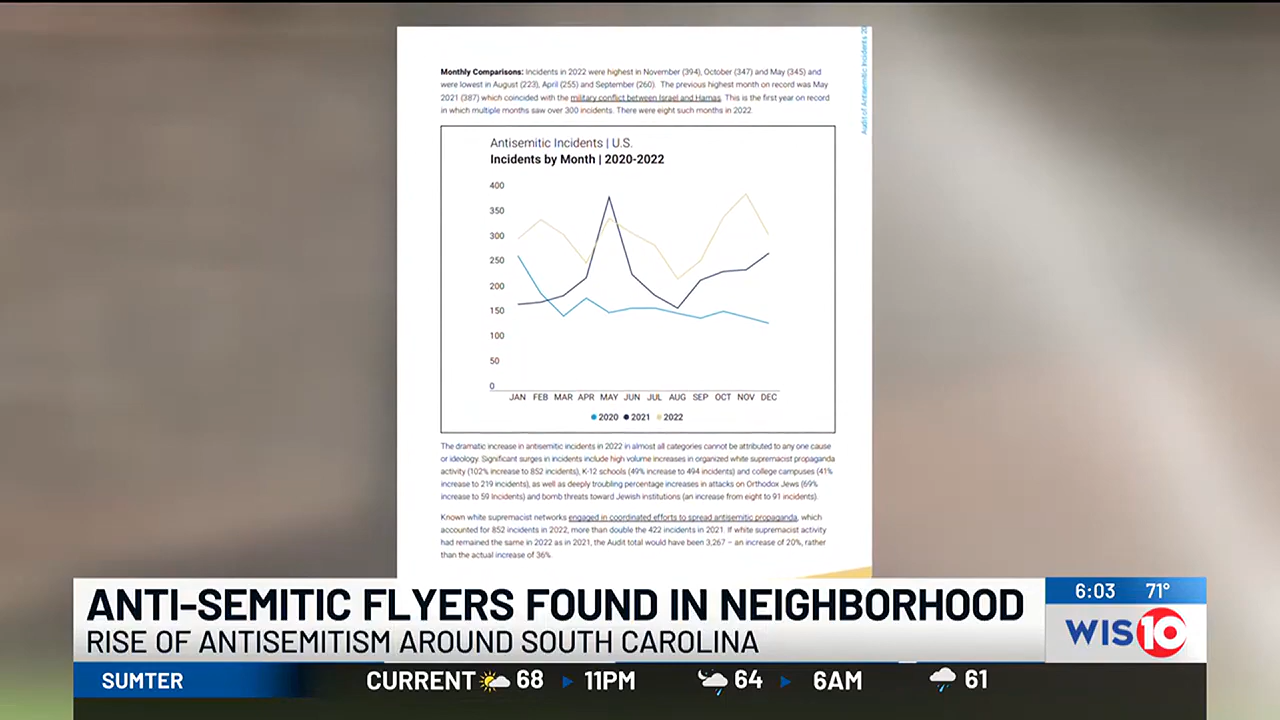 Audit of Antisemitic Incidents 20
Monthly Comparisons: Incidents in 2022 were highest in November (394), October (347) and May (345) and
were lowest in August (223), April (255) and September (260). The previous highest month on record was May
2021 (387) which coincided with the military conflict between Israel and Hamas. This is the first year on record
in which multiple months saw over 300 incidents. There were eight such months in 2022.
Antisemitic Incidents | U.S.
Incidents by Month | 2020-2022
400
350
300
250
200
150
100
50
0
JAN FEB MAR APR MAY JUN JUL AUG SEP OCT NOV DEC
2020 2021 2022
The dramatic increase in antisemitic incidents in 2022 in almost all categories cannot be attributed to any one cause
or ideology. Significant surges in incidents include high volume increases in organized white supremacist propaganda
activity (102% increase to 852 incidents), K-12 schools (49% increase to 494 incidents) and college campuses (41%
increase to 219 incidents), as well as deeply troubling percentage increases in attacks on Orthodox Jews (69%
increase to 59 Incidents) and bomb threats toward Jewish institutions (an increase from eight to 91 incidents).
Known white supremacist networks engaged in coordinated efforts to spread antisemitic propaganda, which
accounted for 852 incidents in 2022, more than double the 422 incidents in 2021. If white supremacist activity
had remained the same in 2022 as in 2021, the Audit total would have been 3,267 – an increase of 20%, rather
than the actual increase of 36%.
ANTI-SEMITIC FLYERS FOUND IN NEIGHBORHOOD
RISE OF ANTISEMITISM AROUND SOUTH CAROLINA
6:03 71°
WIS10
SUMTER CURRENT 68 11PM 64 6AM 61